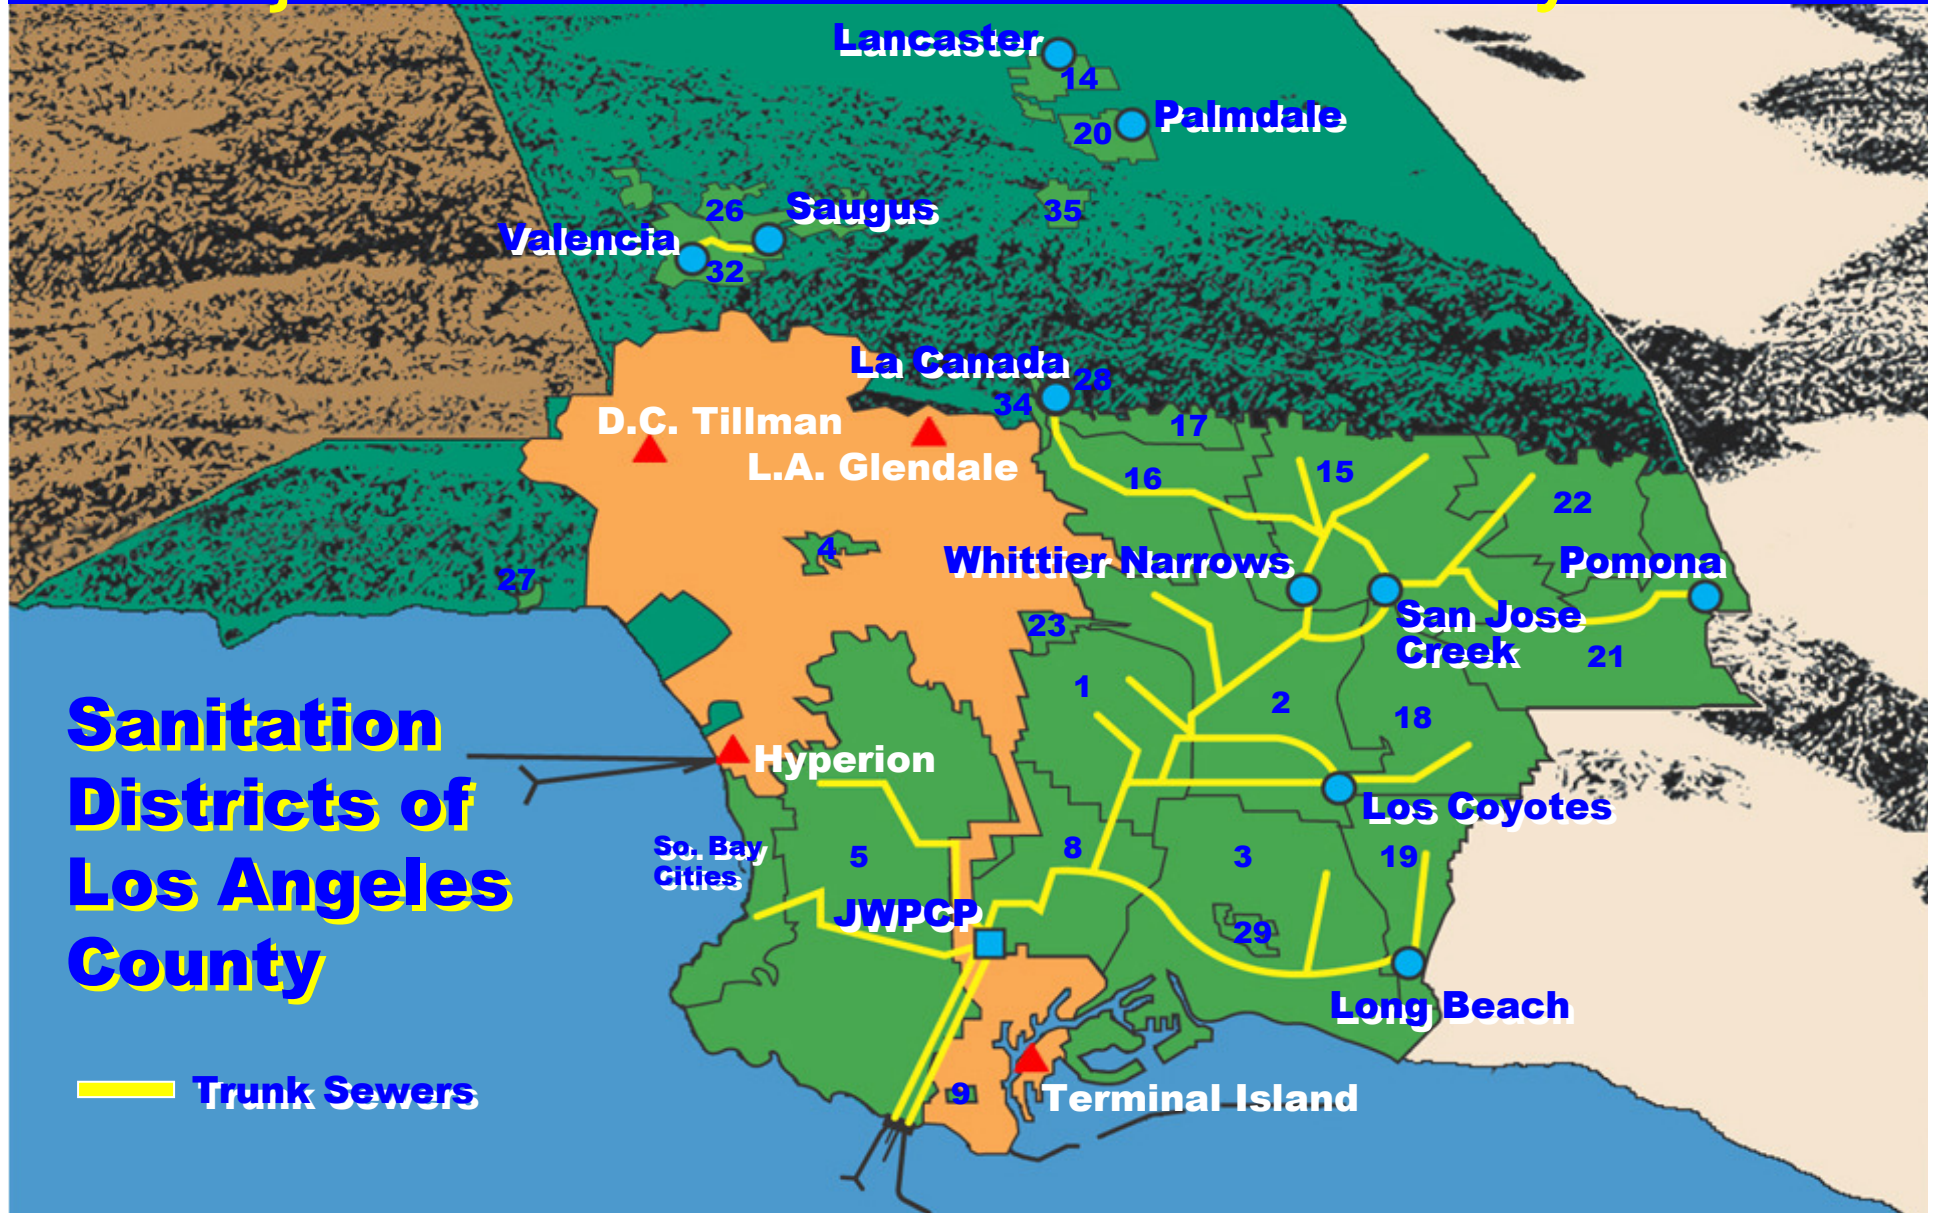 Lancaster
14
Palmdale
20
Saugus
26
35
Valencia
32
La Canada
28
34
D.C. Tillman
17
L.A. Glendale
16
15
22
4
Whittier Narrows
Pomona
27
San Jose
Creek
23
21
1
2
18
Sanitation
Districts of
Los Angeles
County
Hyperion
Los Coyotes
So. Bay
Cities
5
8
3
19
JWPCP
29
Long Beach
Trunk Sewers
9
Terminal Island